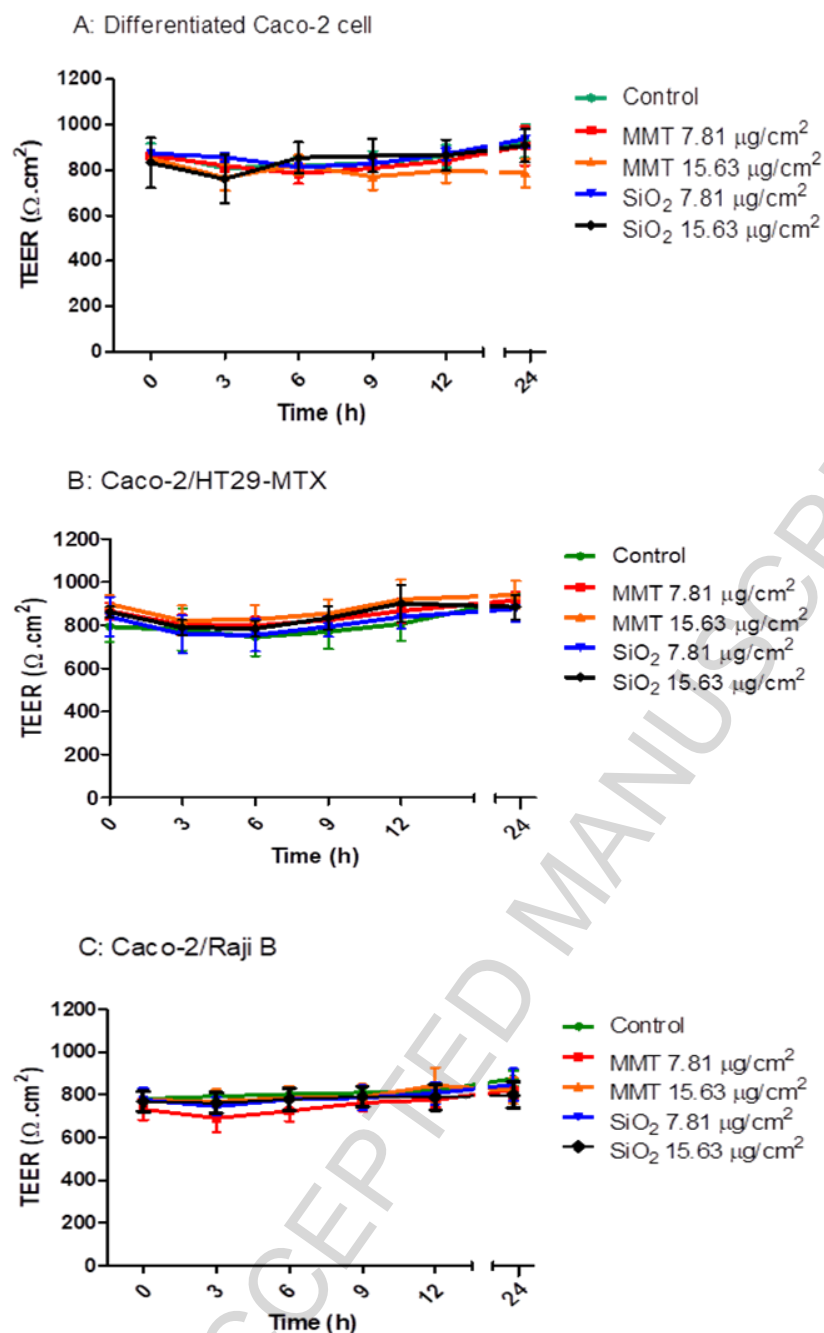 A: Differentiated Caco-2 cell
1200
1000
800
600
400
200
0
TEER (Ω.cm²)
0 3 6 9 12 24
Time (h)
Control
MMT 7.81 μg/cm²
MMT 15.63 μg/cm²
SiO₂ 7.81 μg/cm²
SiO₂ 15.63 μg/cm²
B: Caco-2/HT29-MTX
1200
1000
800
600
400
200
0
TEER (Ω.cm²)
0 3 6 9 12 24
Time (h)
Control
MMT 7.81 μg/cm²
MMT 15.63 μg/cm²
SiO₂ 7.81 μg/cm²
SiO₂ 15.63 μg/cm²
C: Caco-2/Raji B
1200
1000
800
600
400
200
0
TEER (Ω.cm²)
0 3 6 9 12 24
Time (h)
Control
MMT 7.81 μg/cm²
MMT 15.63 μg/cm²
SiO₂ 7.81 μg/cm²
SiO₂ 15.63 μg/cm²
CCEPTED MANUSCR